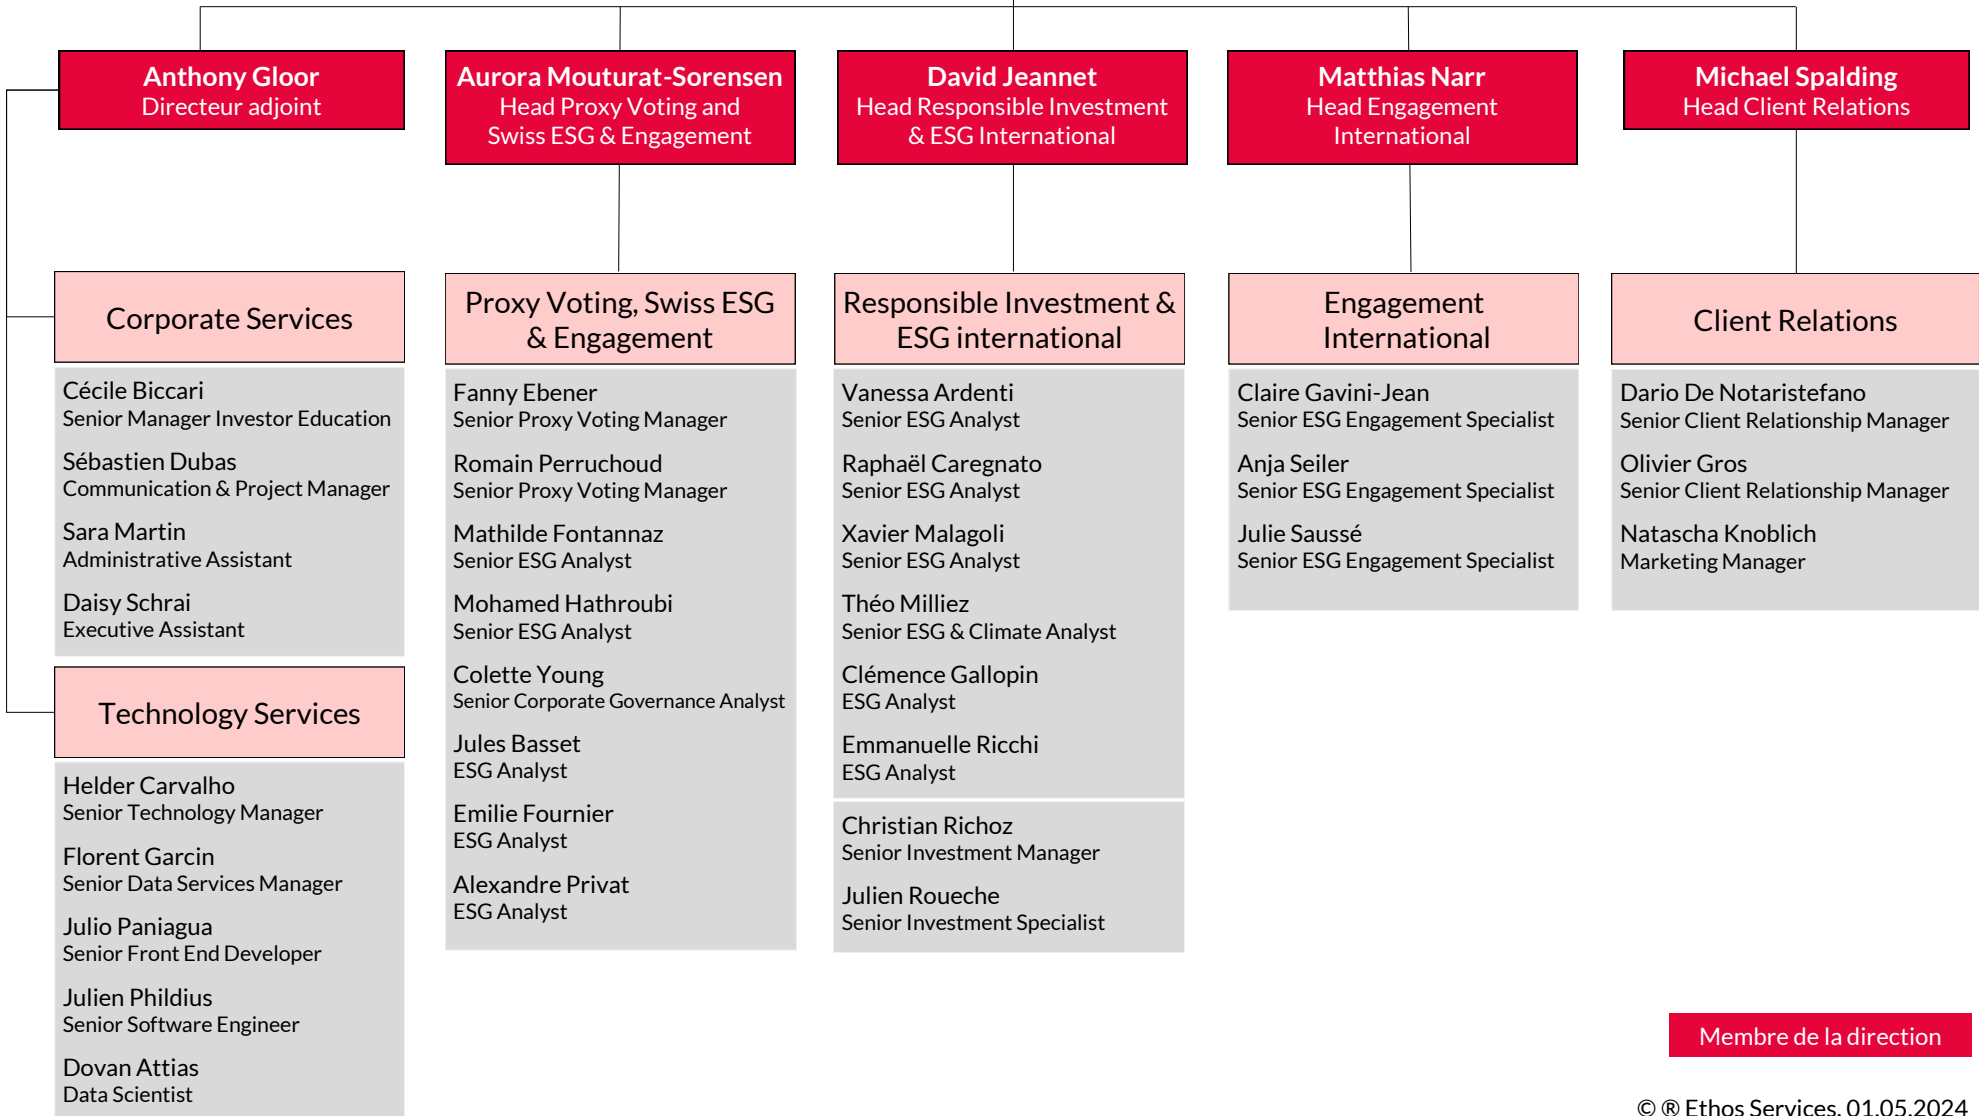 Anthony Gloor
Directeur adjoint
Aurora Mouturat-Sorensen
Head Proxy Voting and
Swiss ESG & Engagement
David Jeannet
Head Responsible Investment
& ESG International
Matthias Narr
Head Engagement
International
Michael Spalding
Head Client Relations
Corporate Services
Cécile Biccari
Senior Manager Investor Education
Sébastien Dubas
Communication & Project Manager
Sara Martin
Administrative Assistant
Daisy Schrai
Executive Assistant
Technology Services
Helder Carvalho
Senior Technology Manager
Florent Garcin
Senior Data Services Manager
Julio Paniagua
Senior Front End Developer
Julien Phildius
Senior Software Engineer
Dovan Attias
Data Scientist
Proxy Voting, Swiss ESG
& Engagement
Fanny Ebener
Senior Proxy Voting Manager
Romain Perruchoud
Senior Proxy Voting Manager
Mathilde Fontannaz
Senior ESG Analyst
Mohamed Hathroubi
Senior ESG Analyst
Colette Young
Senior Corporate Governance Analyst
Jules Basset
ESG Analyst
Emilie Fournier
ESG Analyst
Alexandre Privat
ESG Analyst
Responsible Investment &
ESG international
Vanessa Ardenti
Senior ESG Analyst
Raphaël Caregnato
Senior ESG Analyst
Xavier Malagoli
Senior ESG Analyst
Théo Milliez
Senior ESG & Climate Analyst
Clémence Gallopin
ESG Analyst
Emmanuelle Ricchi
ESG Analyst
Christian Richoz
Senior Investment Manager
Julien Roueche
Senior Investment Specialist
Engagement
International
Claire Gavini-Jean
Senior ESG Engagement Specialist
Anja Seiler
Senior ESG Engagement Specialist
Julie Saussé
Senior ESG Engagement Specialist
Client Relations
Dario De Notaristefano
Senior Client Relationship Manager
Olivier Gros
Senior Client Relationship Manager
Natascha Knoblich
Marketing Manager
Membre de la direction
© ® Ethos Services, 01.05.2024